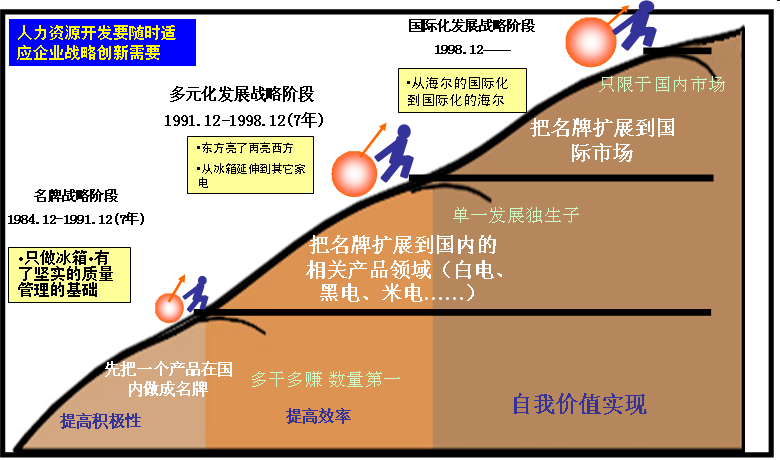 人力资源开发要随时适
应企业战略创新需要
国际化发展战略阶段
1998.12——
•从海尔的国际化
到国际化的海尔
只限于国内市场
把名牌扩展到国
际市场
多元化发展战略阶段
1991.12-1998.12(7年)
•东方亮了再亮西方
•从冰箱延伸到其它家
电
单一发展独生子
把名牌扩展到国内的
相关产品领域（白电、
黑电、米电……）
名牌战略阶段
1984.12-1991.12(7年)
•只做冰箱•有
了坚实的质量
管理的基础
先把一个产品在国
内做成名牌
多干多赚 数量第一
提高积极性
提高效率
自我价值实现